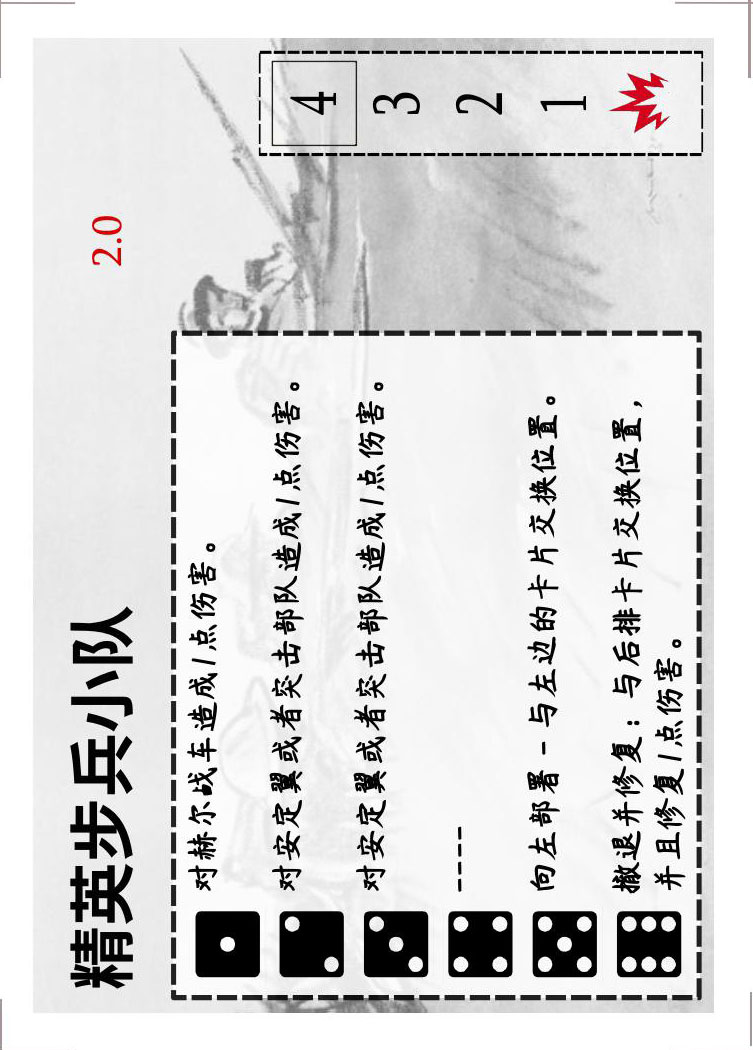 精英步兵小队
2.0
4
3
2
1
对赫尔战车造成1点伤害。
对安定翼或者突击部队造成1点伤害。
对安定翼或者突击部队造成1点伤害。
----
向左部署-与左边的卡片交换位置。
撤退并修复：与后排卡片交换位置，
并且修复1点伤害。